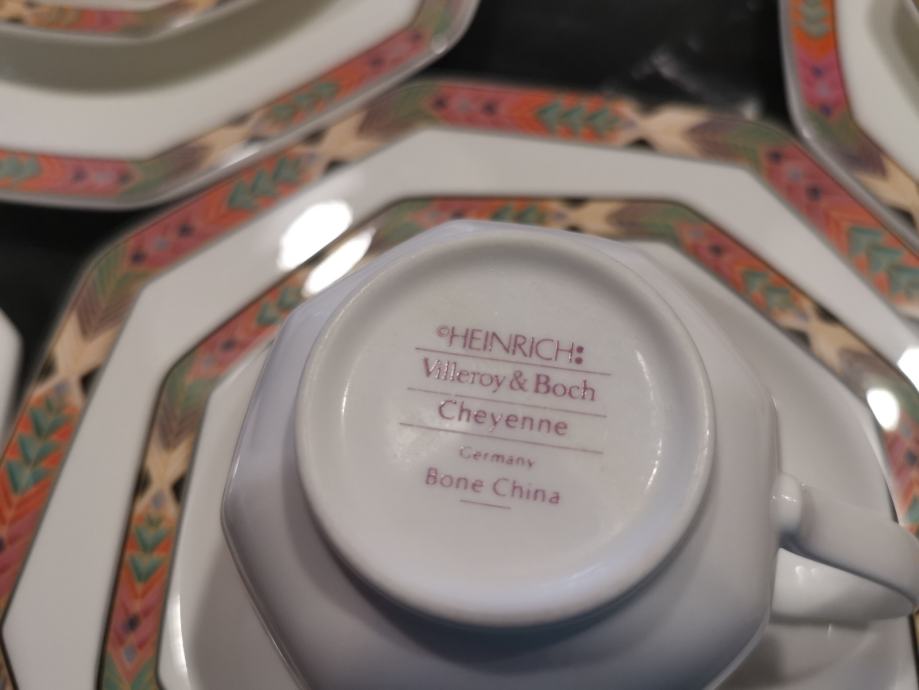 ©HEINRICH:
Villeroy & Boch
Cheyenne
Germany
Bone China